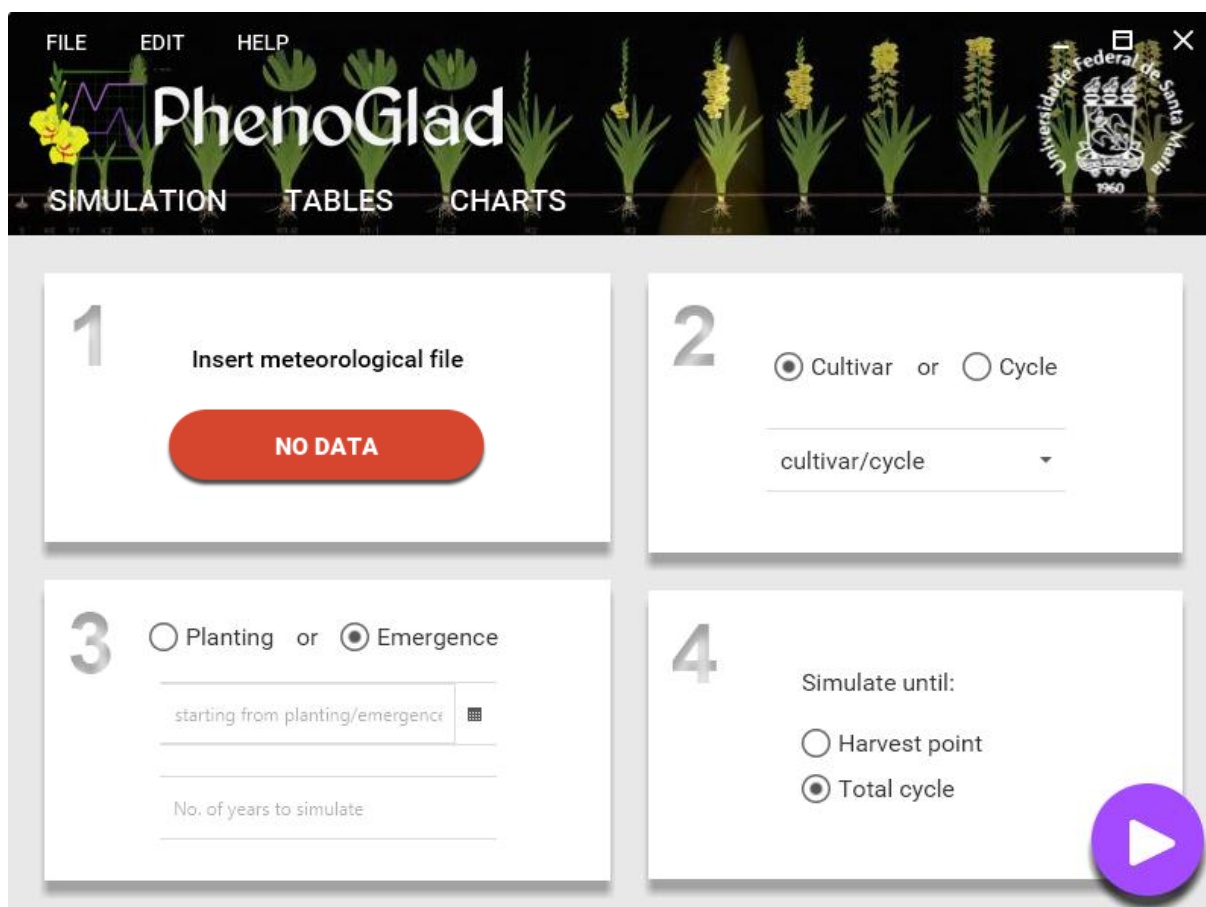 FILE EDIT HELP
PhenoGlad
Universidade Federal de Santa Maria
1960
SIMULATION TABLES CHARTS
1
Insert meteorological file
NO DATA
2
Cultivar or Cycle
cultivar/cycle
3
Planting or Emergence
starting from planting/emergence
No. of years to simulate
4
Simulate until:
Harvest point
Total cycle